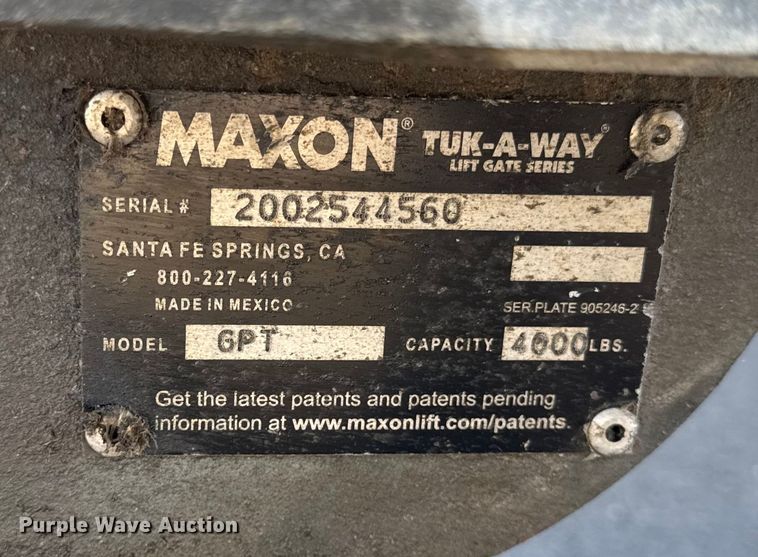 MAXON® TUK-A-WAY®
LIFT GATE SERIES
SERIAL # 2002544560
SANTA FE SPRINGS, CA
800-227-4116
MADE IN MEXICO
SER.PLATE 905246-2
MODEL GPT CAPACITY 4000 LBS.
Get the latest patents and patents pending
information at www.maxonlift.com/patents.
Purple Wave Auction